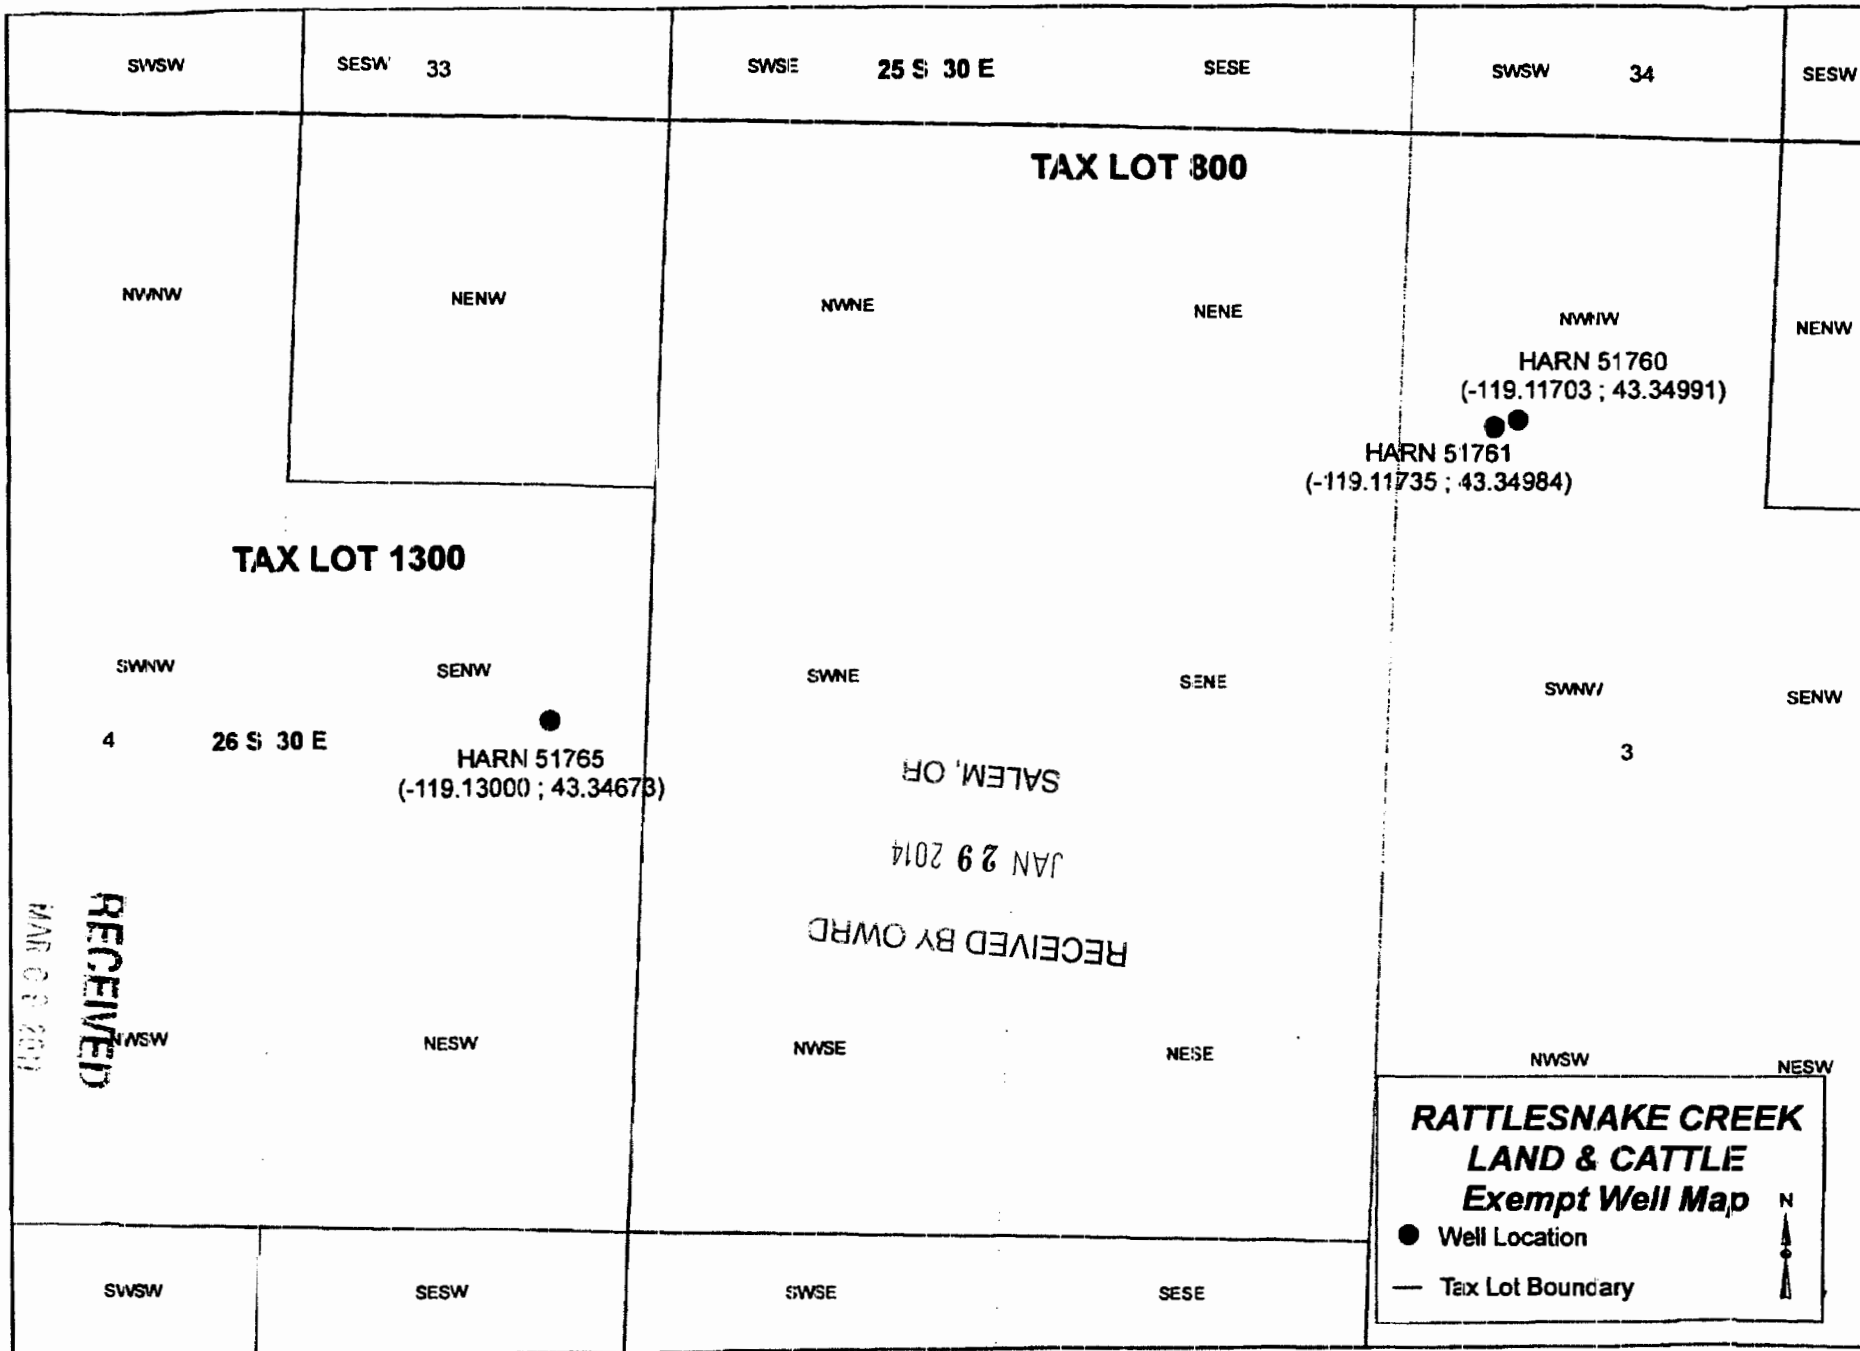 SWSW
SESW 33
SWSE 25 S 30 E SESE
SWSW 34
SESW
TAX LOT 800
NWNW
NENW
NWNE
NENE
NWNW
NENW
HARN 51760
(-119.11703 ; 43.34991)
HARN 51761
(-119.11735 ; 43.34984)
TAX LOT 1300
SWNW
SENW
SWNE
SENE
SWNW
SENW
4 26 S 30 E
3
HARN 51765
(-119.13000 ; 43.34673)
RECEIVED BY OWRD
JAN 29 2014
SALEM, OR
RECEIVED
MAR
NWSW
NESW
NWSE
NESE
NWSW
NESW
SWSW
SESW
SWSE
SESE
RATTLESNAKE CREEK
LAND & CATTLE
Exempt Well Map
N
Well Location
Tax Lot Boundary